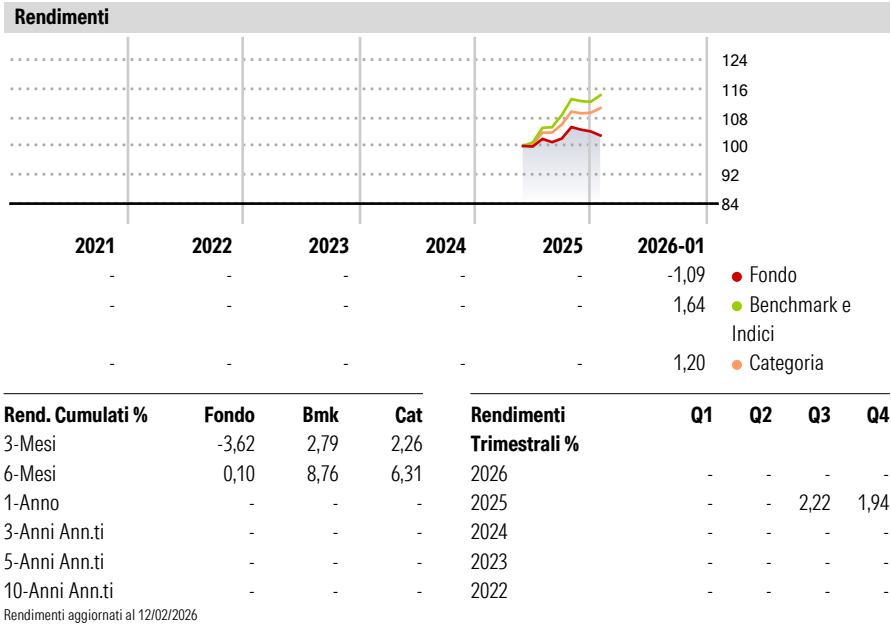 Rendimenti
124
116
108
100
92
84
2021 2022 2023 2024 2025 2026-01
- - - - - -1,09 Fondo
- - - - - 1,64 Benchmark e
Indici
- - - - - 1,20 Categoria
Rend. Cumulati % Fondo Bmk Cat
3-Mesi -3,62 2,79 2,26
6-Mesi 0,10 8,76 6,31
1-Anno - - -
3-Anni Ann.ti - - -
5-Anni Ann.ti - - -
10-Anni Ann.ti - - -
Rendimenti Q1 Q2 Q3 Q4
Trimestrali %
2026 - - - -
2025 - - 2,22 1,94
2024 - - - -
2023 - - - -
2022 - - - -
Rendimenti aggiornati al 12/02/2026